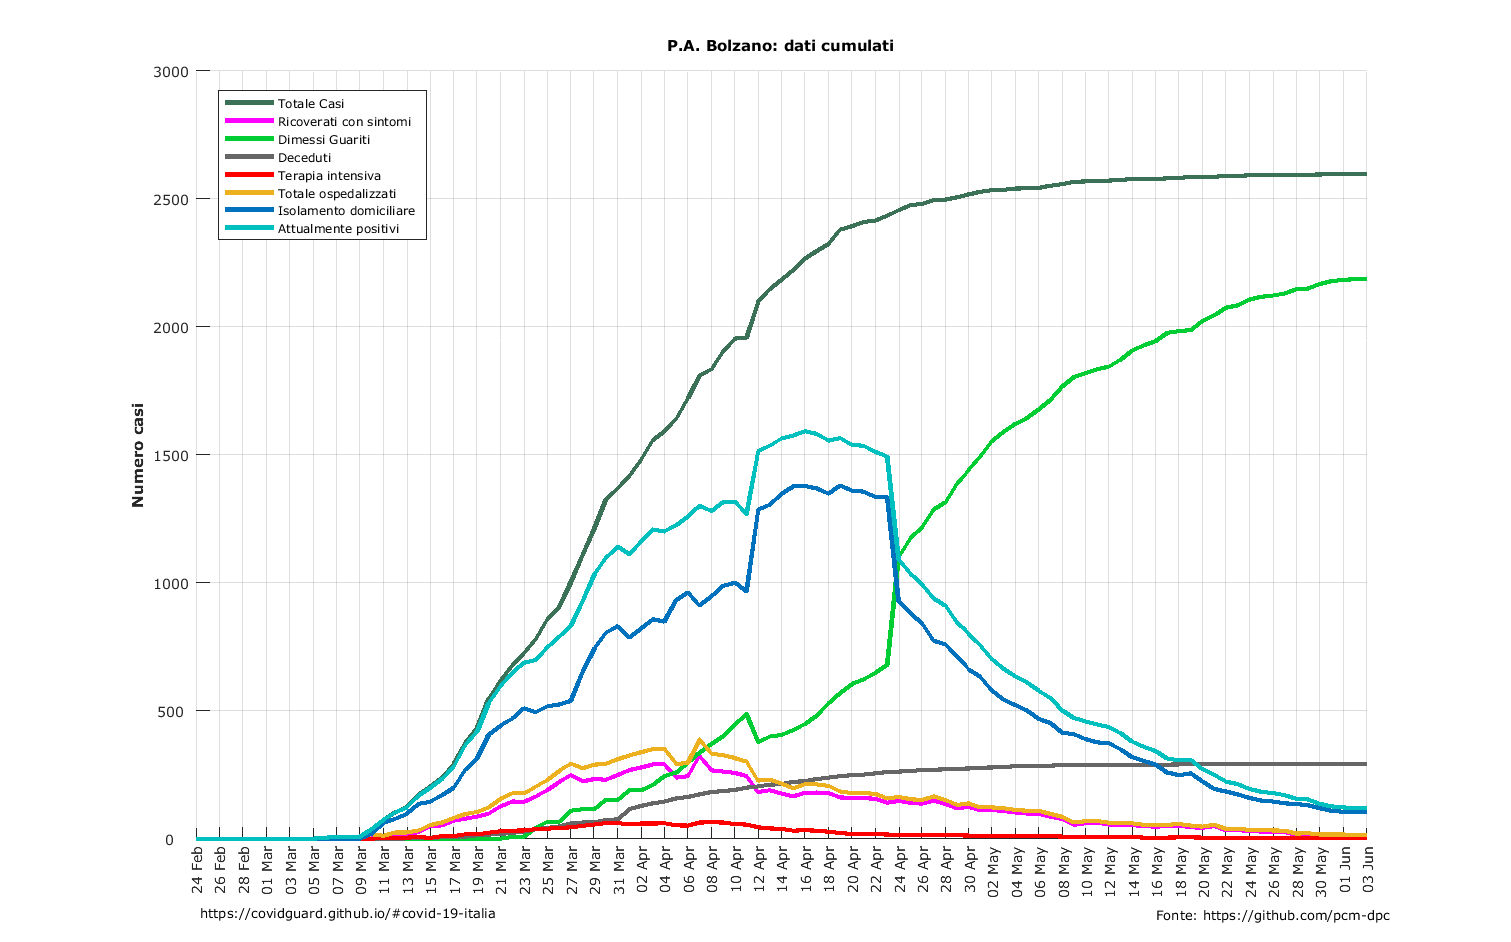 P.A. Bolzano: dati cumulati
3000
2500
2000
1500
1000
500
0
Numero casi
Totale Casi
Ricoverati con sintomi
Dimessi Guariti
Deceduti
Terapia intensiva
Totale ospedalizzati
Isolamento domiciliare
Attualmente positivi
24 Feb
26 Feb
28 Feb
01 Mar
03 Mar
05 Mar
07 Mar
09 Mar
11 Mar
13 Mar
15 Mar
17 Mar
19 Mar
21 Mar
23 Mar
25 Mar
27 Mar
29 Mar
31 Mar
02 Apr
04 Apr
06 Apr
08 Apr
10 Apr
12 Apr
14 Apr
16 Apr
18 Apr
20 Apr
22 Apr
24 Apr
26 Apr
28 Apr
30 Apr
02 May
04 May
06 May
08 May
10 May
12 May
14 May
16 May
18 May
20 May
22 May
24 May
26 May
28 May
30 May
01 Jun
03 Jun
https://covidguard.github.io/#covid-19-italia
Fonte: https://github.com/pcm-dpc